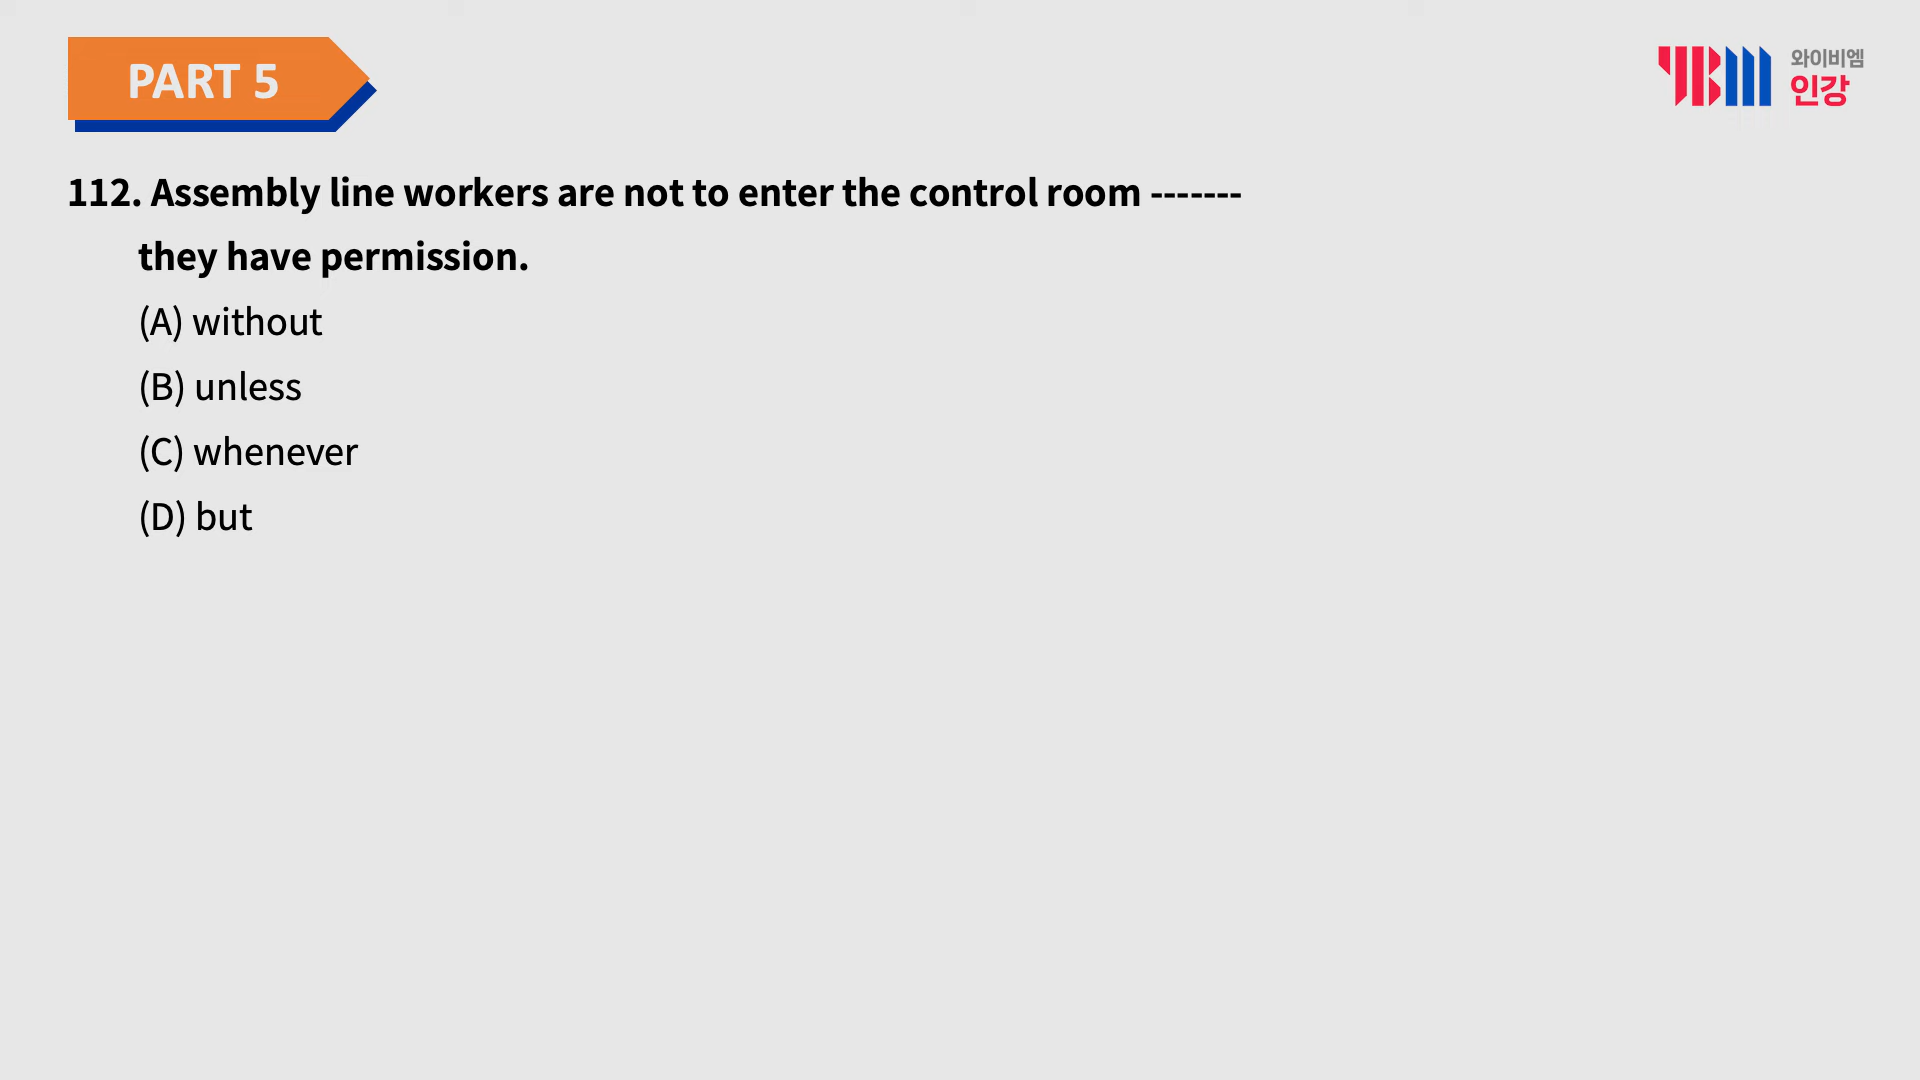 PART 5
YBM 와이비엠
인강
112. Assembly line workers are not to enter the control room -------
they have permission.
(A) without
(B) unless
(C) whenever
(D) but